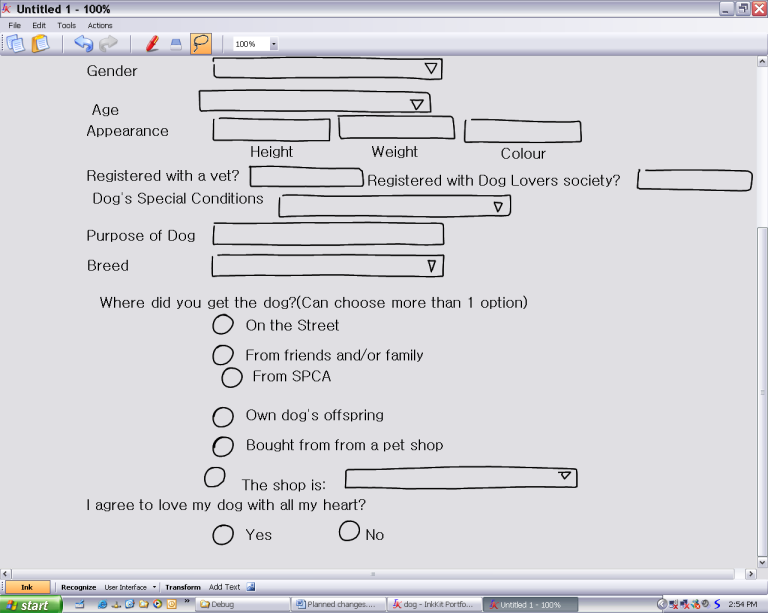 Untitled 1 - 100%
File Edit Tools Actions
100%
Gender
Age
Appearance
Height Weight Colour
Registered with a vet? Registered with Dog Lovers society?
Dog's Special Conditions
Purpose of Dog
Breed
Where did you get the dog?(Can choose more than 1 option)
On the Street
From friends and/or family
From SPCA
Own dog's offspring
Bought from from a pet shop
The shop is:
I agree to love my dog with all my heart?
Yes No
Ink Recognize User Interface Transform Add Text
start Debug Planned changes.... dog - InkKit Portfo... Untitled 1 - 100% 2:54 PM